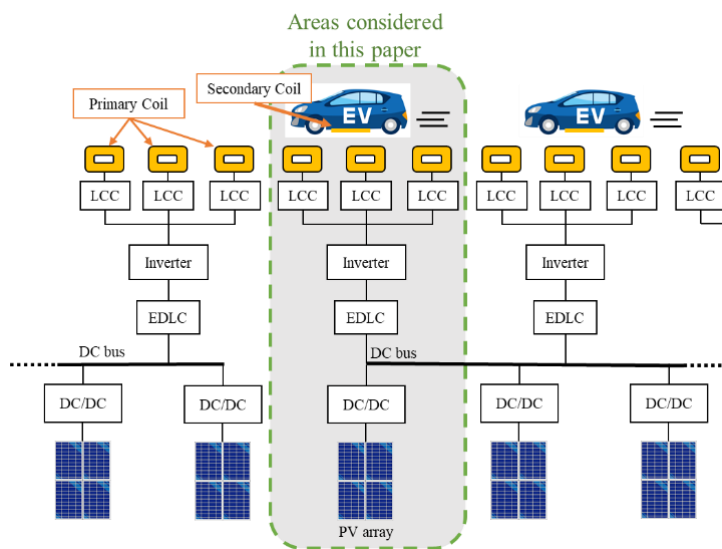 Areas considered
in this paper
Primary Coil
Secondary Coil
EV
EV
LCC
LCC
LCC
LCC
LCC
LCC
LCC
LCC
LCC
LCC
Inverter
Inverter
Inverter
EDLC
EDLC
EDLC
DC bus
DC bus
DC/DC
DC/DC
DC/DC
DC/DC
DC/DC
PV array